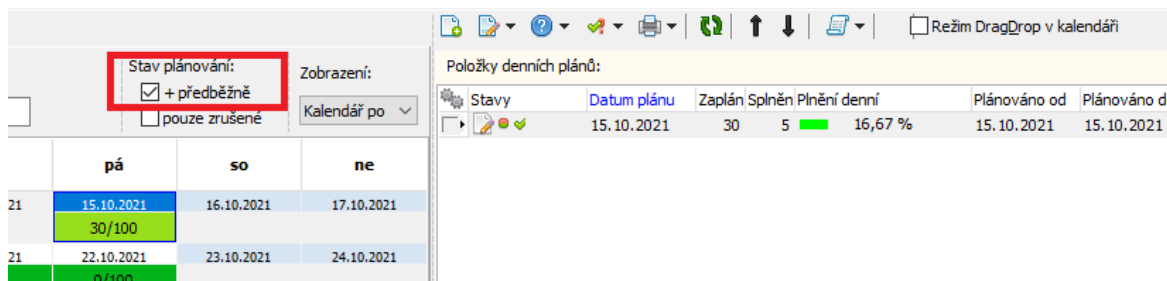 Režim DragDrop v kalendáři
Stav plánování:
+ předběžně
pouze zrušené
Zobrazení:
Kalendář po
pá so ne
21 15.10.2021 16.10.2021 17.10.2021
30/100
21 22.10.2021 23.10.2021 24.10.2021
0/100
Položky denních plánů:
Stavy Datum plánu Zaplán Splněn Plnění denní Plánováno od Plánováno d
15.10.2021 30 5 16,67 % 15.10.2021 15.10.2021